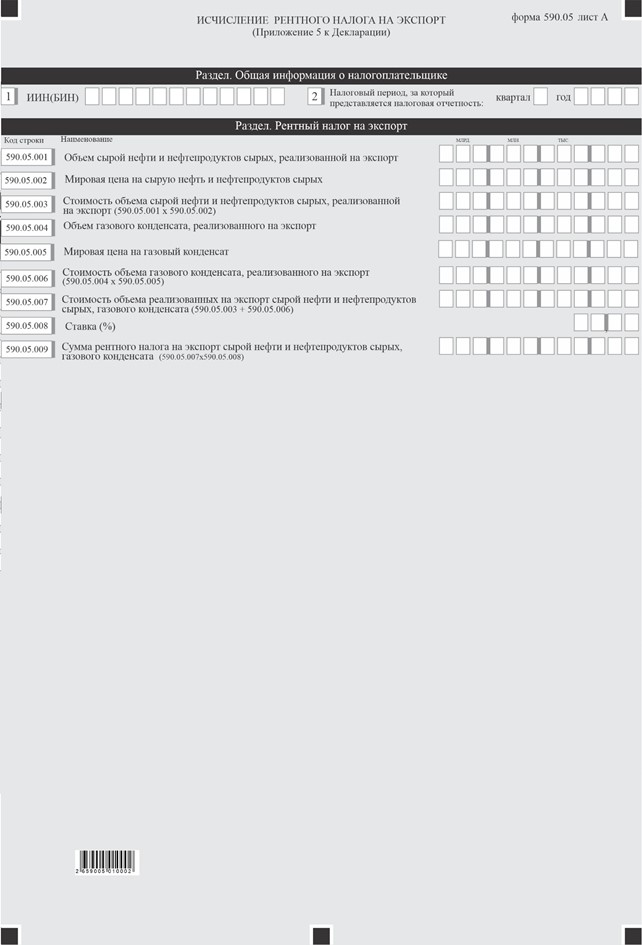 ИСЧИСЛЕНИЕ РЕНТНОГО НАЛОГА НА ЭКСПОРТ
форма 590.05 лист А
(Приложение 5 к Декларации)
Раздел. Общая информация о налогоплательщике
1 ИИН(БИН) 2 Налоговый период, за который
представляется налоговая отчетность: квартал год
Раздел. Рентный налог на экспорт
Код строки Наименование млрд млн тыс
590.05.001 Объем сырой нефти и нефтепродуктов сырых, реализованной на экспорт
590.05.002 Мировая цена на сырую нефть и нефтепродуктов сырых
590.05.003 Стоимость объема сырой нефти и нефтепродуктов сырых, реализованной
на экспорт (590.05.001 х 590.05.002)
590.05.004 Объем газового конденсата, реализованного на экспорт
590.05.005 Мировая цена на газовый конденсат
590.05.006 Стоимость объема газового конденсата, реализованного на экспорт
(590.05.004 х 590.05.005)
590.05.007 Стоимость объема реализованных на экспорт сырой нефти и нефтепродуктов
сырых, газового конденсата (590.05.003 + 590.05.006)
590.05.008 Ставка (%)
590.05.009 Сумма рентного налога на экспорт сырой нефти и нефтепродуктов сырых,
газового конденсата (590.05.007х590.05.008)
2 659005 010002